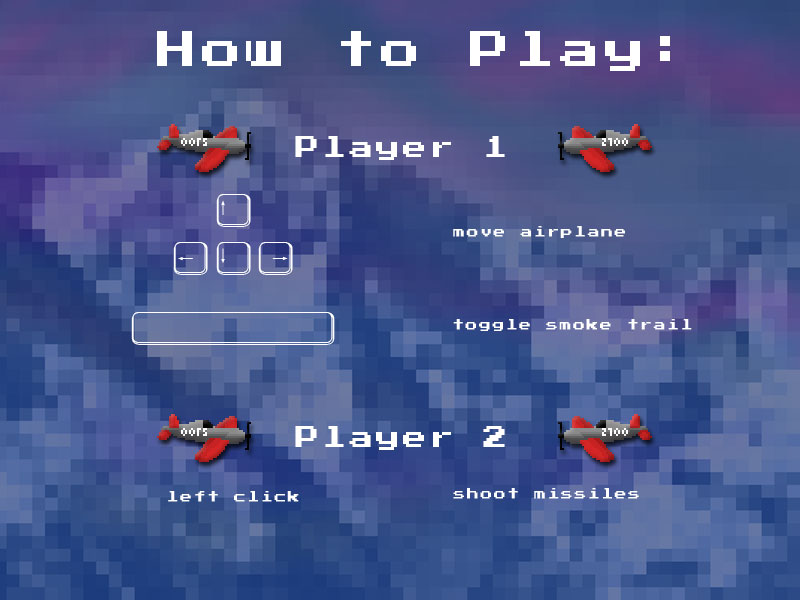 How to Play:
Player 1
↑
move airplane
← ↓ →
toggle smoke trail
Player 2
left click
shoot missiles